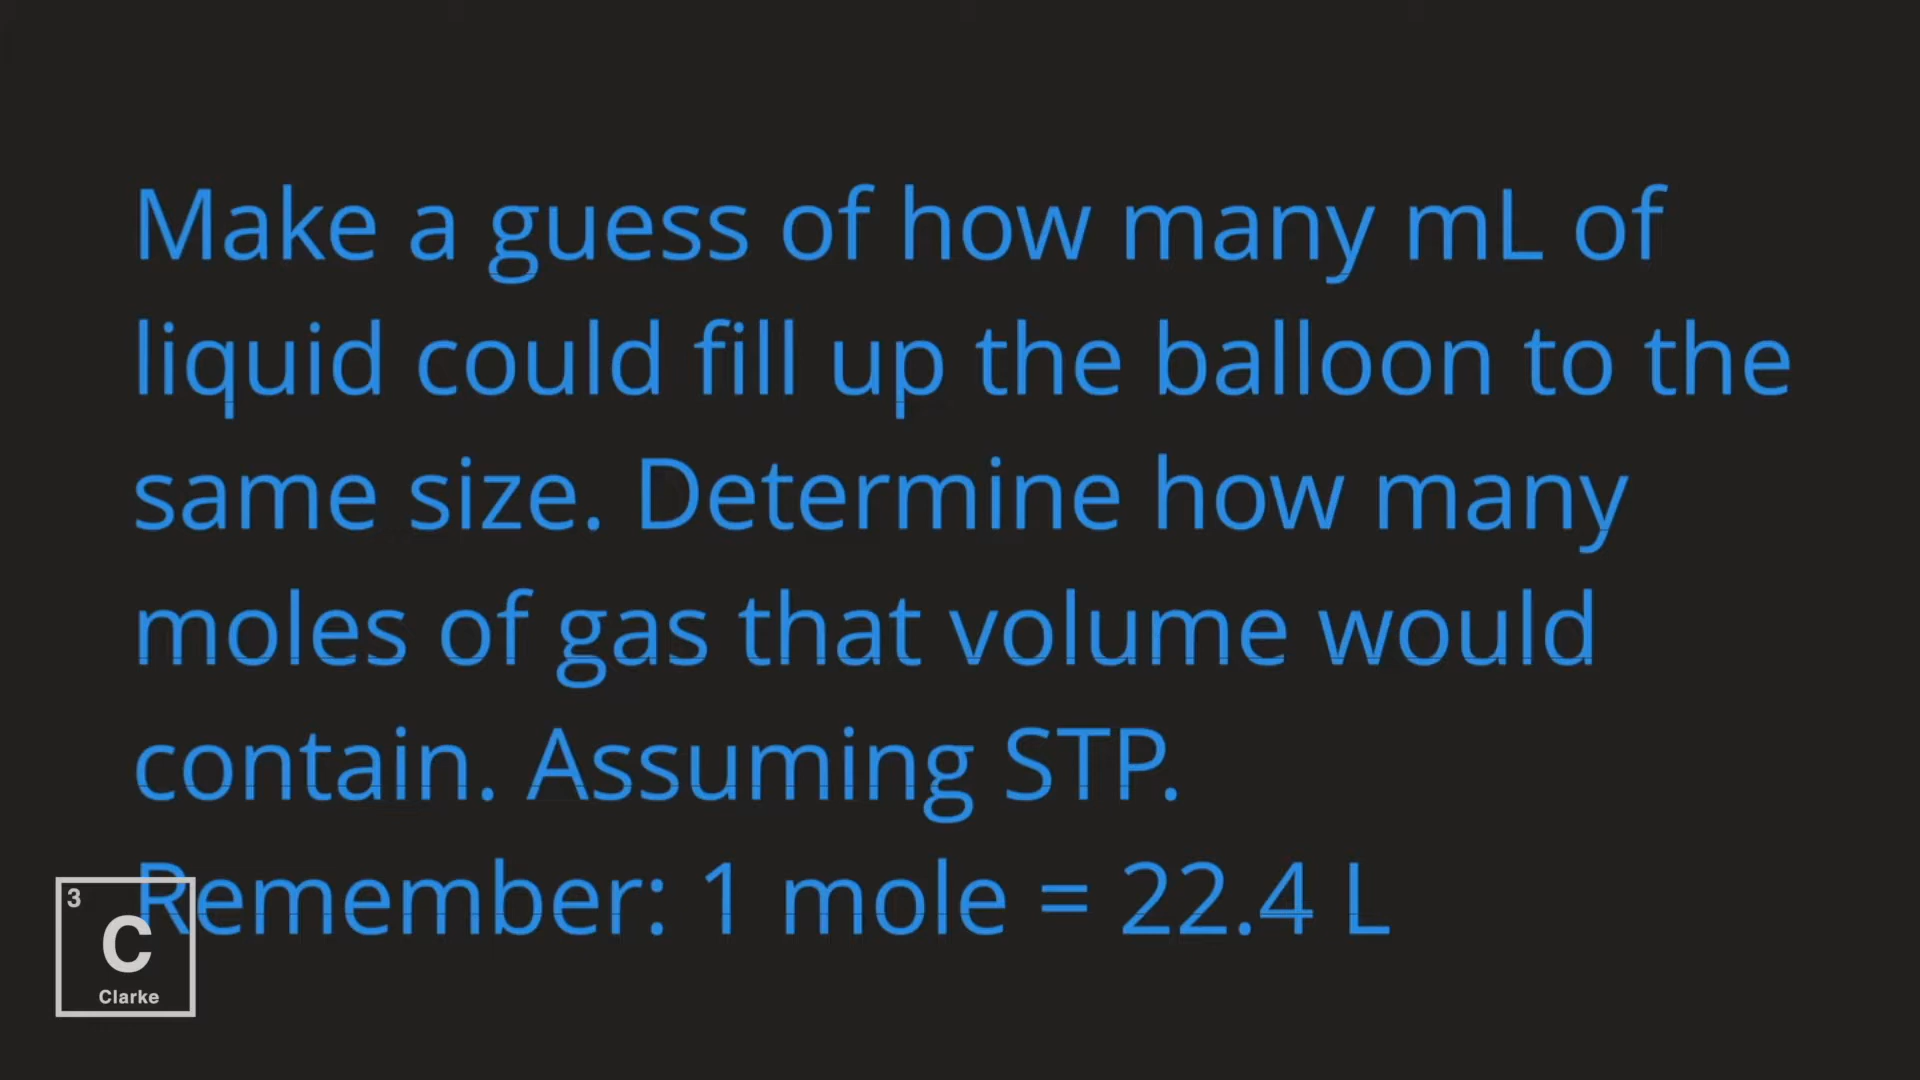 Make a guess of how many mL of
liquid could fill up the balloon to the
same size. Determine how many
moles of gas that volume would
contain. Assuming STP.
Remember: 1 mole = 22.4 L
3
C
Clarke